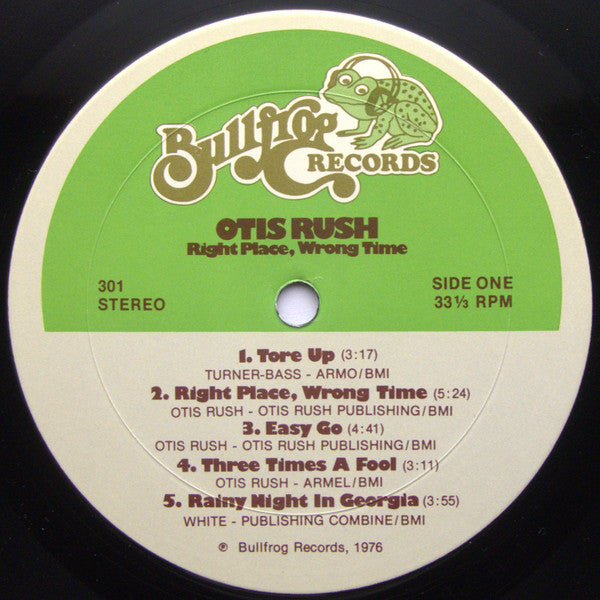 Bullfrog
RECORDS
OTIS RUSH
Right Place, Wrong Time
301
STEREO
SIDE ONE
33⅓ RPM
1. Tore Up (3:17)
TURNER-BASS - ARMO/BMI
2. Right Place, Wrong Time (5:24)
OTIS RUSH - OTIS RUSH PUBLISHING/BMI
3. Easy Go (4:41)
OTIS RUSH - OTIS RUSH PUBLISHING/BMI
4. Three Times A Fool (3:11)
OTIS RUSH - ARMEL/BMI
5. Rainy Night In Georgia (3:55)
WHITE - PUBLISHING COMBINE/BMI
℗ Bullfrog Records, 1976